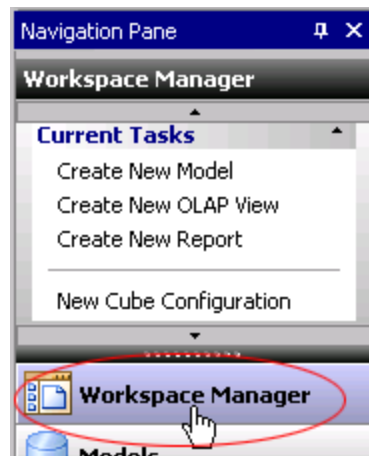 Navigation Pane
Workspace Manager
Current Tasks
Create New Model
Create New OLAP View
Create New Report
New Cube Configuration
Workspace Manager
Models